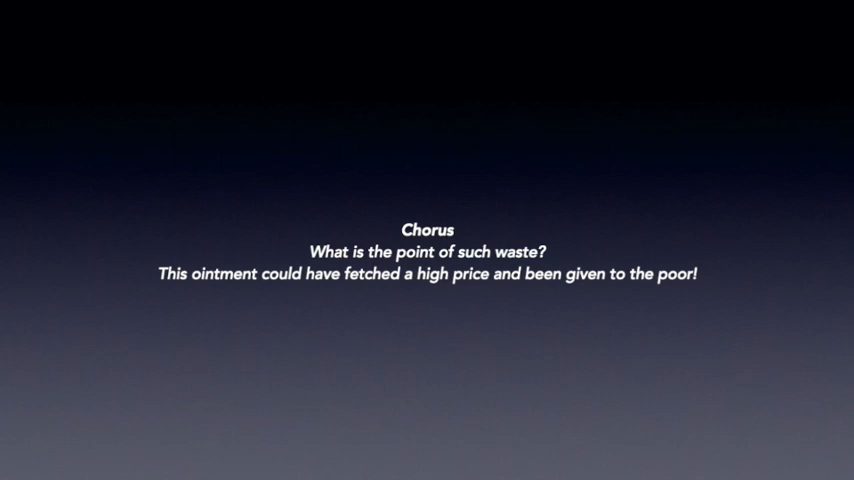 Chorus
What is the point of such waste?
This ointment could have fetched a high price and been given to the poor!